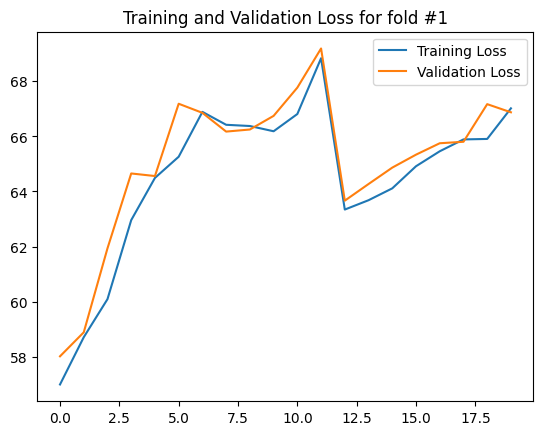 Training and Validation Loss for fold #1
Training Loss
Validation Loss
68
66
64
62
60
58
0.0 2.5 5.0 7.5 10.0 12.5 15.0 17.5